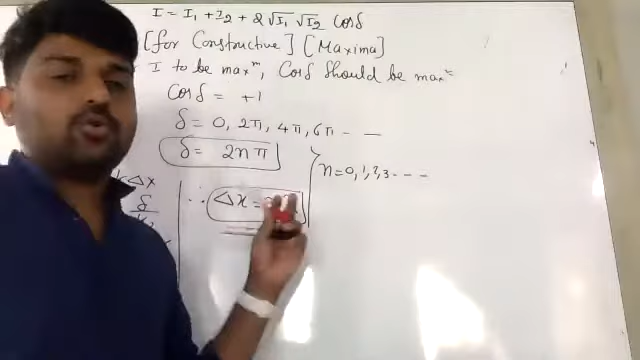 I = I₁ + I₂ + 2√I₁ √I₂ Cosδ
[for Constructive] [Maxima]
I to be maxᵐ, Cosδ Should be maxᵐ
Cosδ = +1
δ = 0, 2π, 4π, 6π - —
δ = 2nπ
n=0,1,2,3 - - -
Δx
δ
∴ Δx =